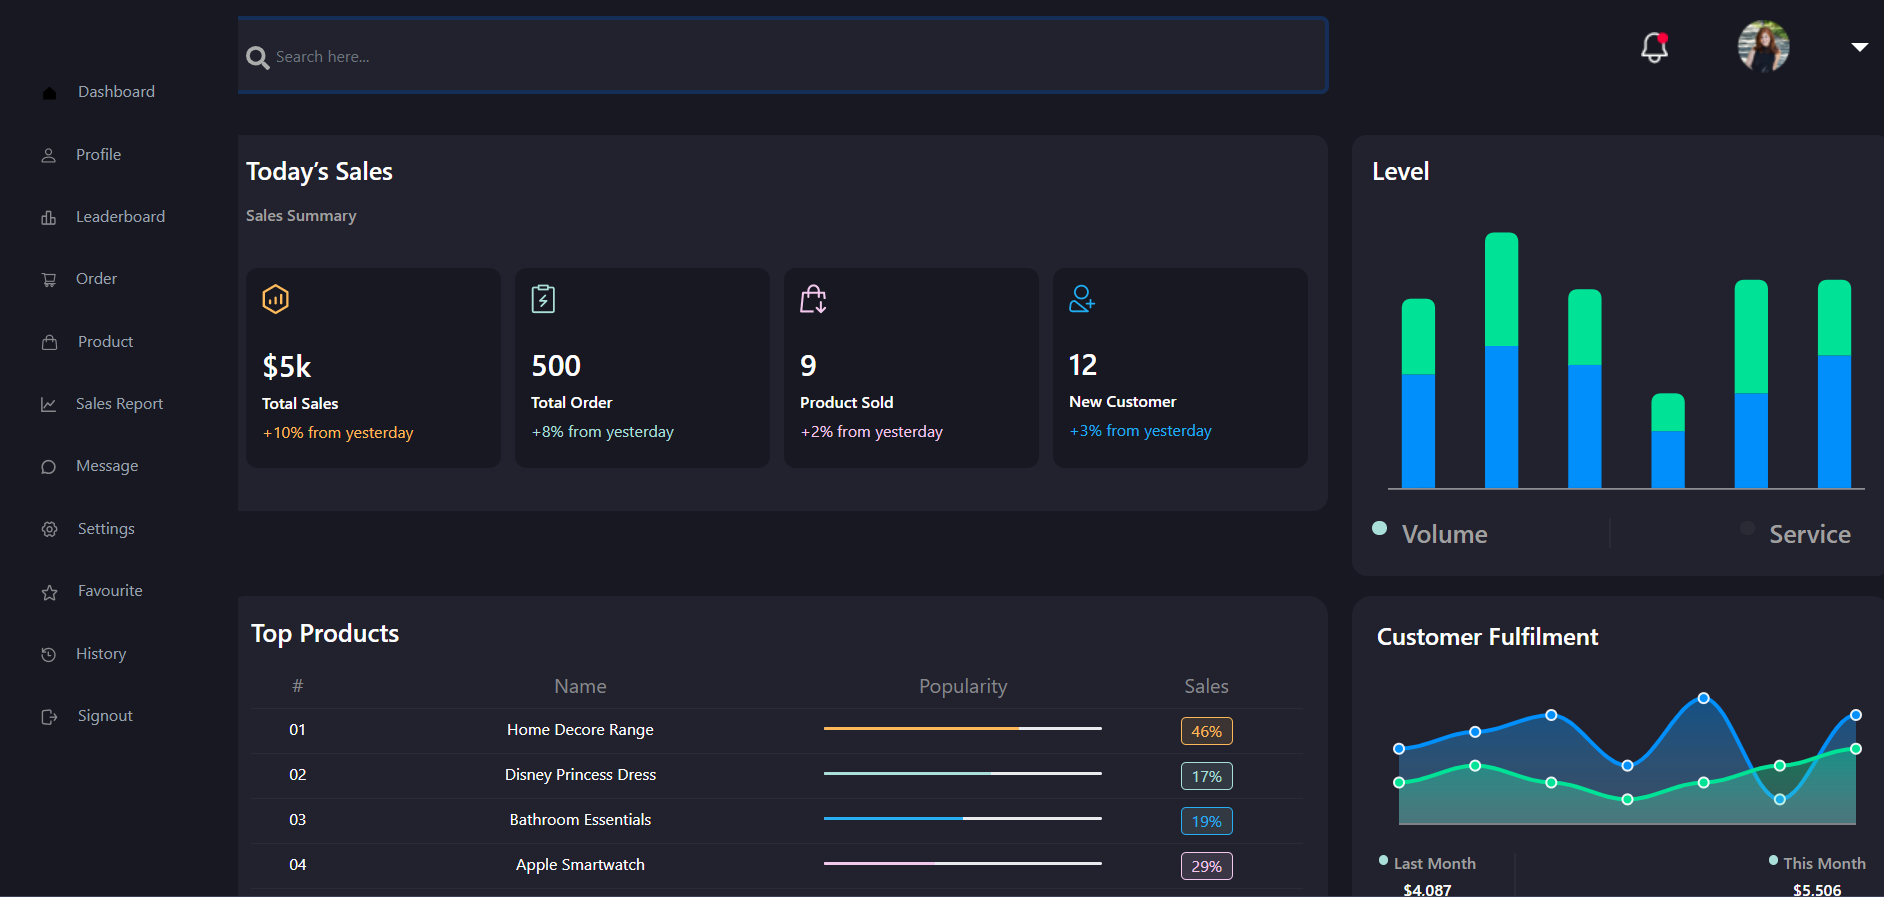 Search here...
Dashboard
Profile
Leaderboard
Order
Product
Sales Report
Message
Settings
Favourite
History
Signout
Today’s Sales
Sales Summary
$5k
Total Sales
+10% from yesterday
500
Total Order
+8% from yesterday
9
Product Sold
+2% from yesterday
12
New Customer
+3% from yesterday
Level
Volume
Service
Top Products
# Name Popularity Sales
01 Home Decore Range 46%
02 Disney Princess Dress 17%
03 Bathroom Essentials 19%
04 Apple Smartwatch 29%
Customer Fulfilment
Last Month
$4,087
This Month
$5,506